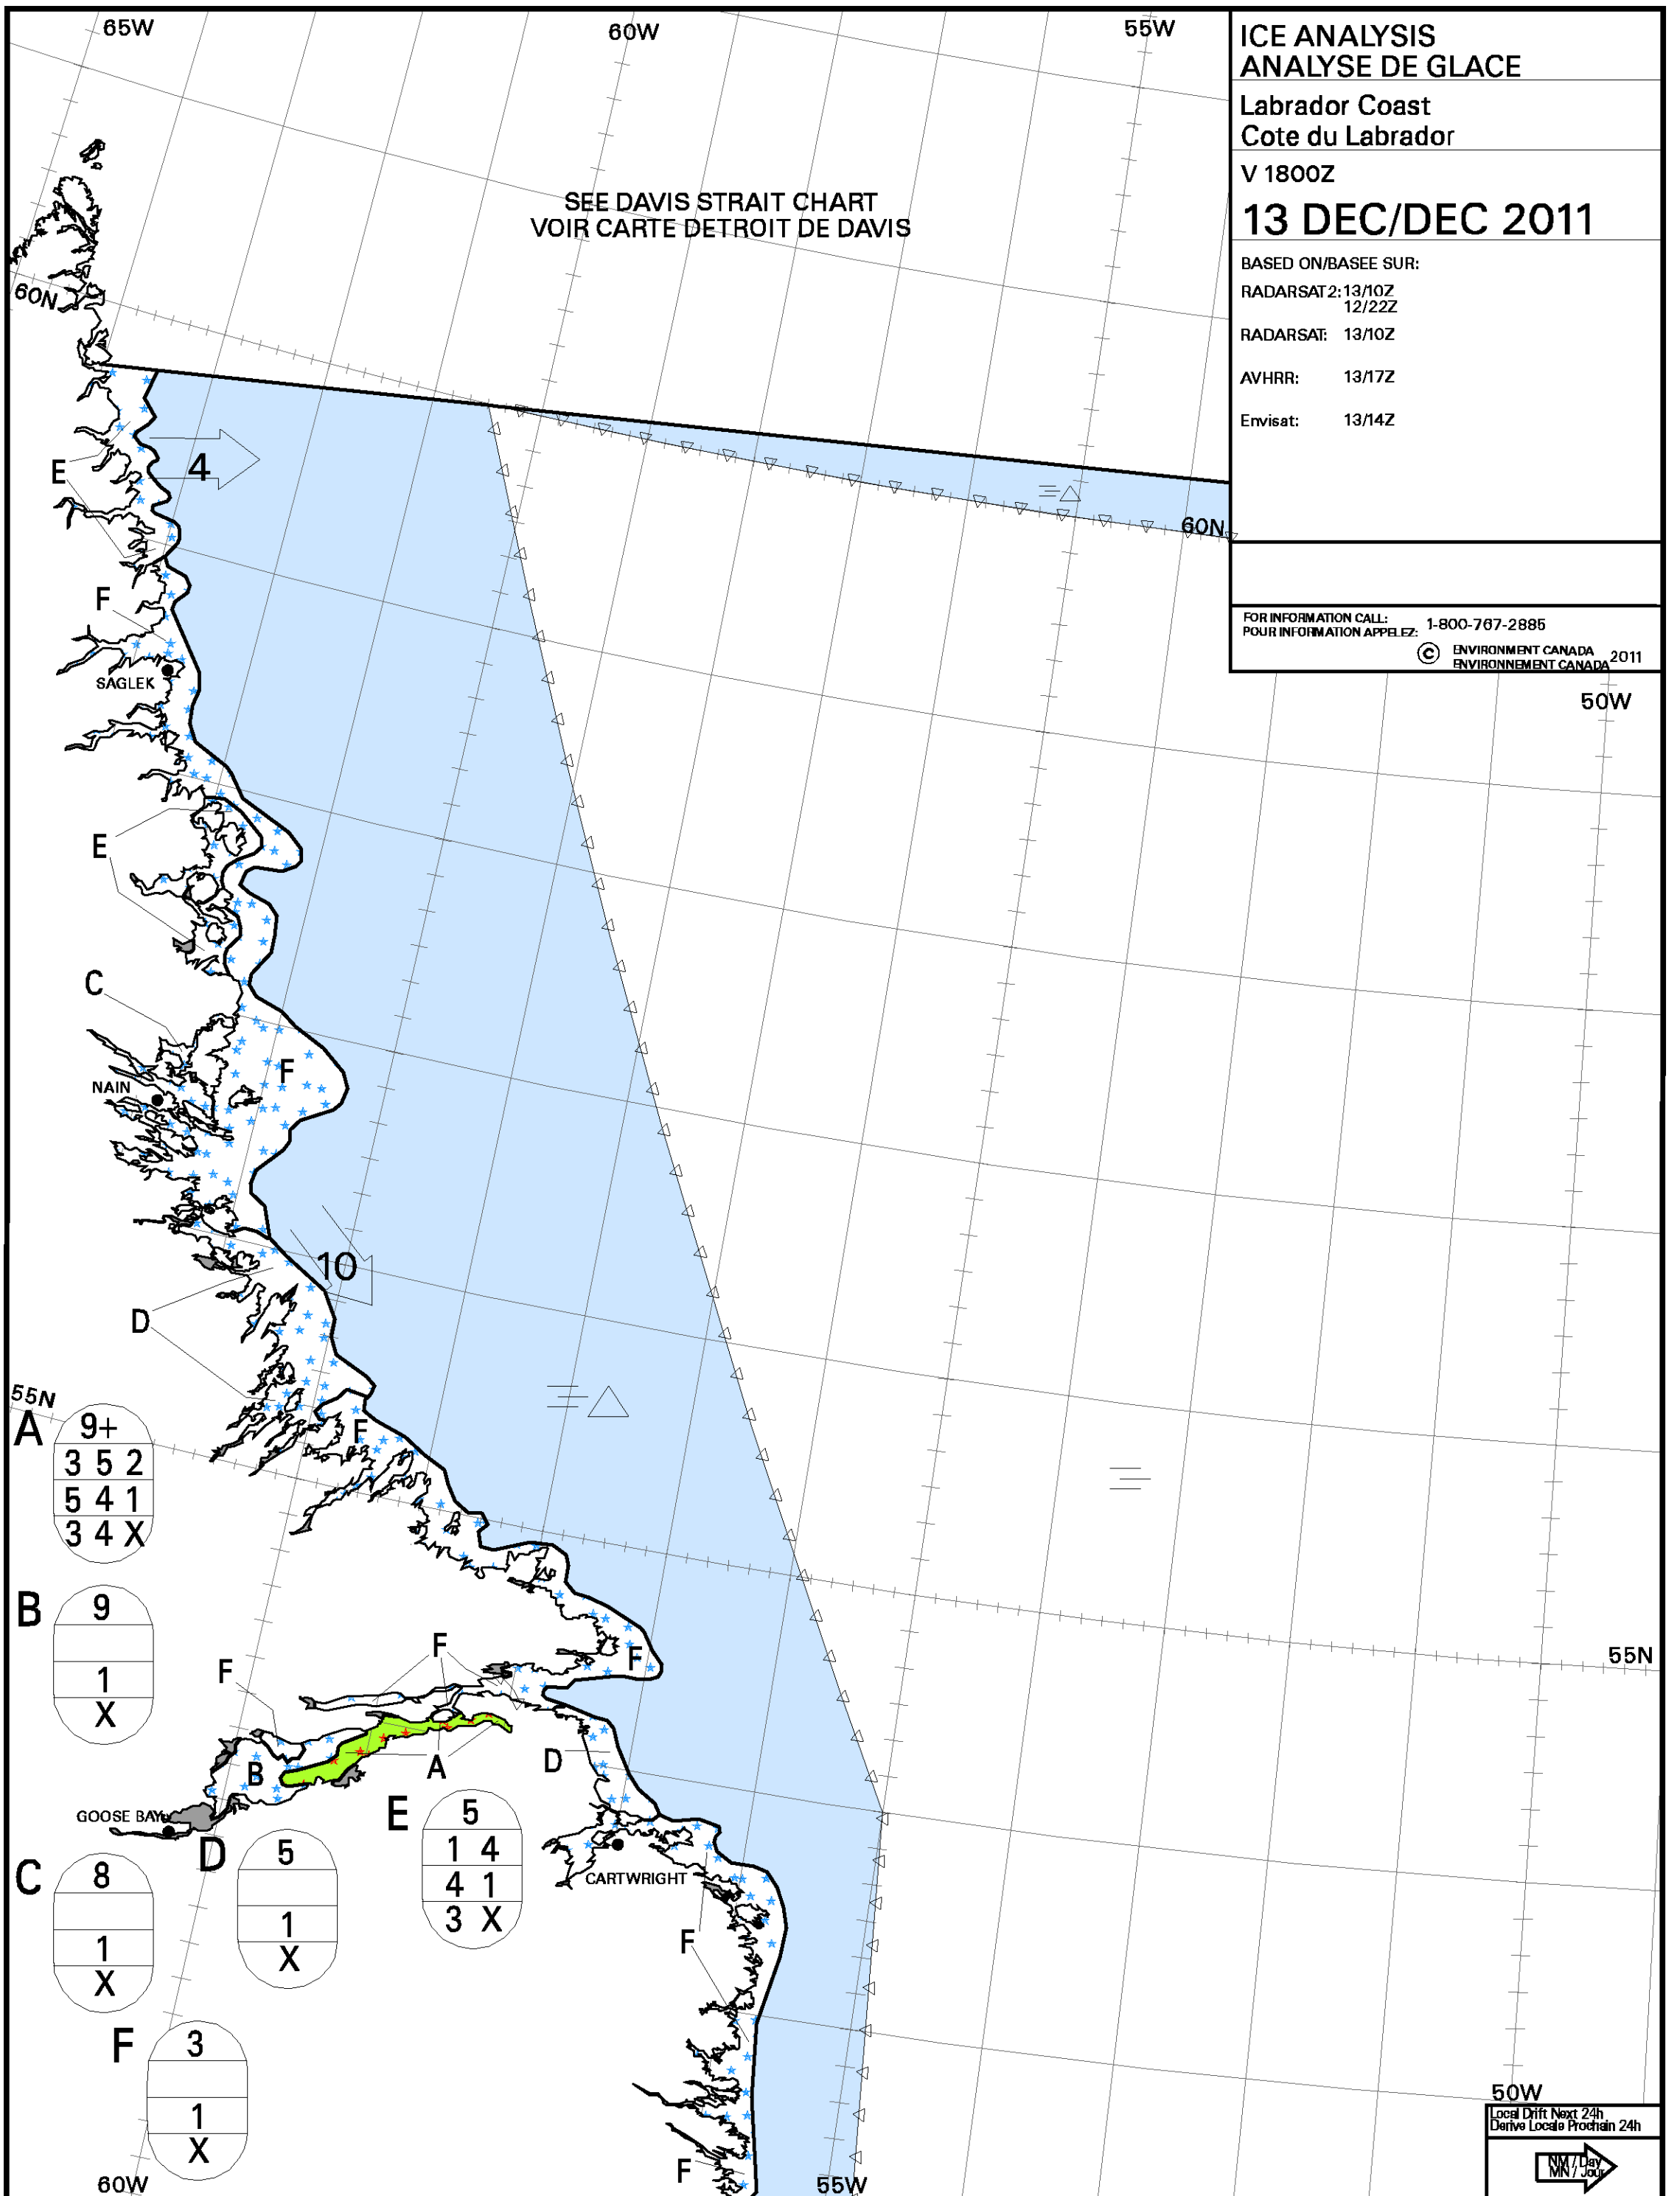 65W
60W
55W
ICE ANALYSIS
ANALYSE DE GLACE
Labrador Coast
Cote du Labrador
V 1800Z
13 DEC/DEC 2011
BASED ON/BASEE SUR:
RADARSAT2: 13/10Z
12/22Z
RADARSAT: 13/10Z
AVHRR: 13/17Z
Envisat: 13/14Z
FOR INFORMATION CALL:
POUR INFORMATION APPELEZ: 1-800-767-2885
© ENVIRONMENT CANADA
ENVIRONNEMENT CANADA 2011
SEE DAVIS STRAIT CHART
VOIR CARTE DETROIT DE DAVIS
60N
4
E
60N
F
SAGLEK
50W
E
C
F
NAIN
10
D
55N
F
A
9+
3 5 2
5 4 1
3 4 X
B
9
1
X
F
F
F
55N
D
B
A
GOOSE BAY
E
5
1 4
4 1
3 X
D
5
1
X
C
8
1
X
CARTWRIGHT
F
F
3
1
X
F
60W
55W
50W
Local Drift Next 24h
Derive Locale Prochain 24h
NM / Day
MN / Jour